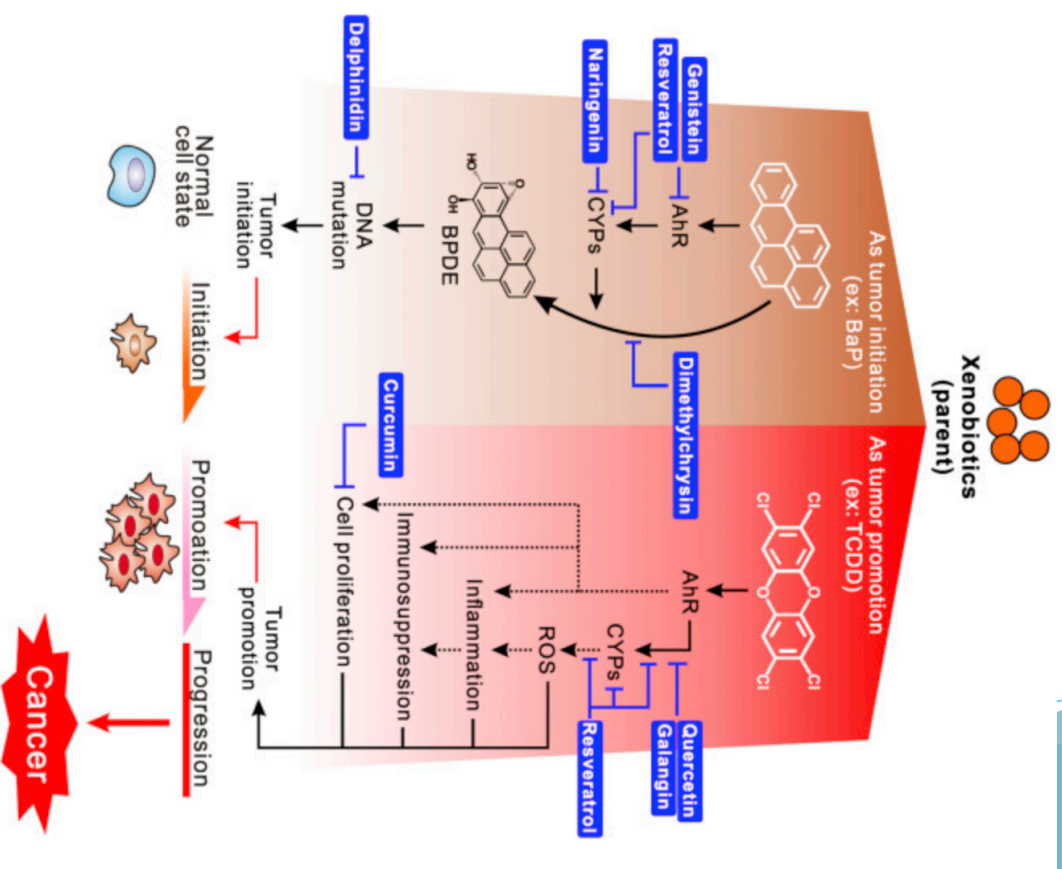 Xenobiotics
(parent)
As tumor initiation
(ex: BaP)
As tumor promotion
(ex: TCDD)
Genistein
Resveratrol
Naringenin
AhR
CYPs
Dimethylchrysin
O
HO
OH
BPDE
Delphinidin
DNA
mutation
Tumor
initiation
Cl
Cl
O
O
Cl
Cl
AhR
CYPs
Quercetin
Galangin
Resveratrol
ROS
Inflammation
Immunosuppression
Curcumin
Cell proliferation
Tumor
promotion
Normal
cell state
Initiation
Promoation
Progression
Cancer